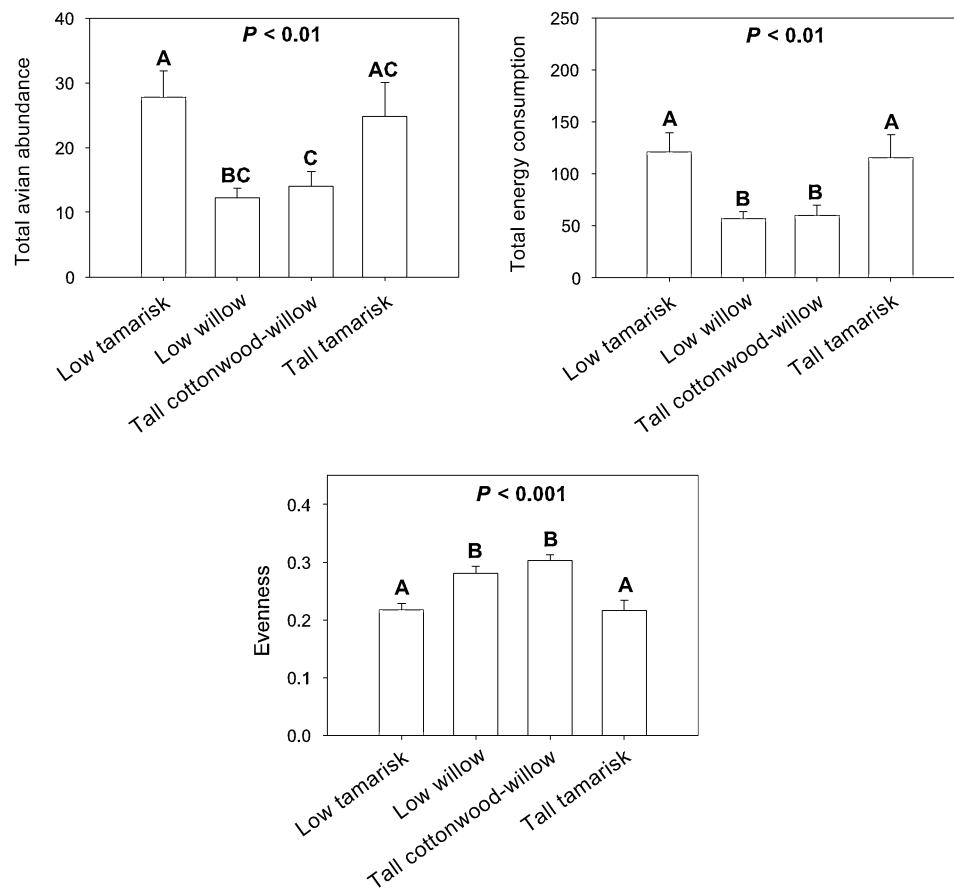 Total avian abundance
40
30
20
10
0
P < 0.01
A
BC
C
AC
Low tamarisk
Low willow
Tall cottonwood-willow
Tall tamarisk
Total energy consumption
250
200
150
100
50
0
P < 0.01
A
B
B
A
Low tamarisk
Low willow
Tall cottonwood-willow
Tall tamarisk
Evenness
0.4
0.3
0.2
0.1
0.0
P < 0.001
A
B
B
A
Low tamarisk
Low willow
Tall cottonwood-willow
Tall tamarisk